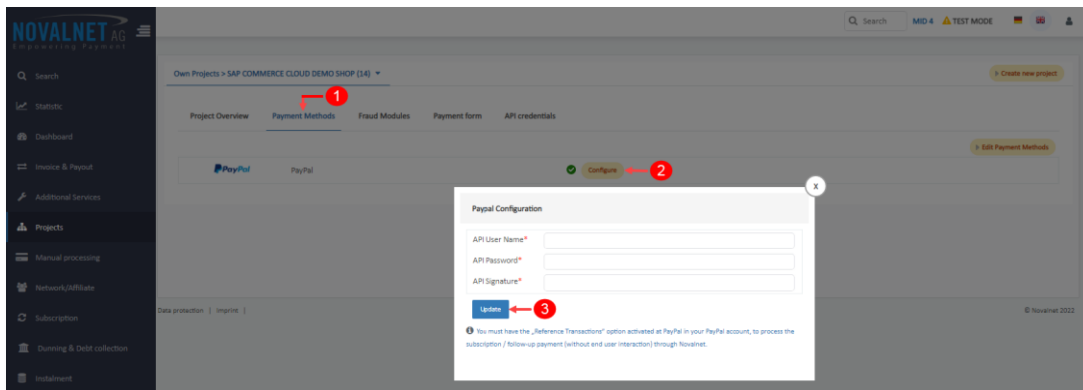 NOVALNET AG
Empowering Payment
Search
MID 4
TEST MODE
Search
Statistic
Dashboard
Invoice & Payout
Additional Services
Projects
Manual processing
Network/Affiliate
Subscription
Dunning & Debt collection
Instalment
Own Projects > SAP COMMERCE CLOUD DEMO SHOP (14)
> Create new project
1
Project Overview
Payment Methods
Fraud Modules
Payment form
API credentials
> Edit Payment Methods
PayPal
PayPal
Configure
2
X
Paypal Configuration
API User Name*
API Password*
API Signature*
Update
3
You must have the „Reference Transactions“ option activated at PayPal in your PayPal account, to process the
subscription / follow-up payment (without end user interaction) through Novalnet.
Data protection | Imprint |
© Novalnet 2022